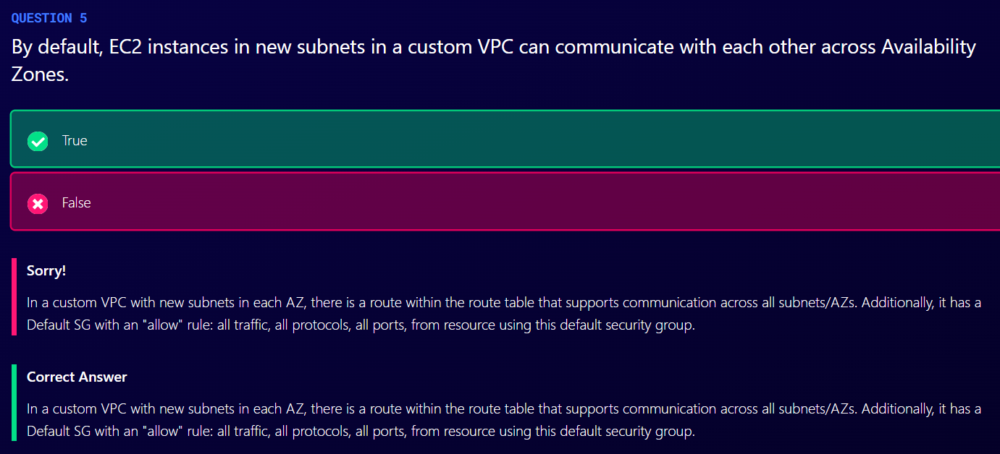 QUESTION 5
By default, EC2 instances in new subnets in a custom VPC can communicate with each other across Availability
Zones.
True
False
Sorry!
In a custom VPC with new subnets in each AZ, there is a route within the route table that supports communication across all subnets/AZs. Additionally, it has a
Default SG with an "allow" rule: all traffic, all protocols, all ports, from resource using this default security group.
Correct Answer
In a custom VPC with new subnets in each AZ, there is a route within the route table that supports communication across all subnets/AZs. Additionally, it has a
Default SG with an "allow" rule: all traffic, all protocols, all ports, from resource using this default security group.